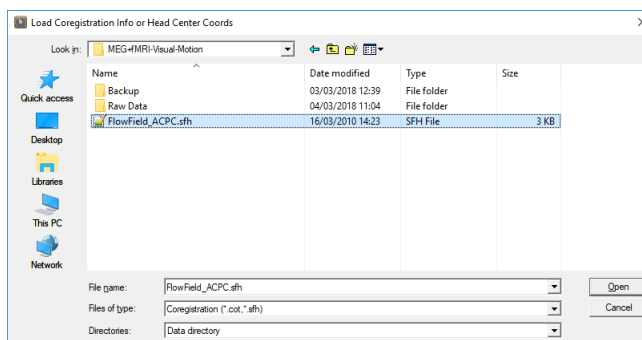 Load Coregistration Info or Head Center Coords
Look in: MEG+fMRI-Visual-Motion
Name Date modified Type Size
Backup 03/03/2018 12:39 File folder
Raw Data 04/03/2018 11:04 File folder
FlowField_ACPC.sfh 16/03/2010 14:23 SFH File 3 KB
Quick access
Desktop
Libraries
This PC
Network
File name: FlowField_ACPC.sfh Open
Files of type: Coregistration (*.cot,*.sfh) Cancel
Directories: Data directory